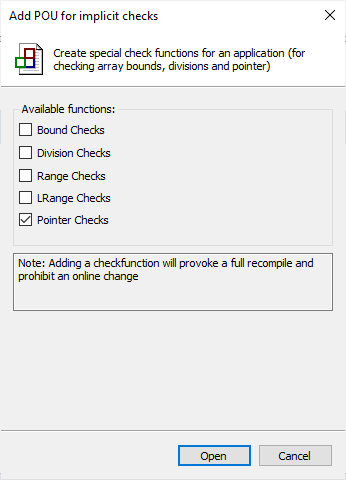 Add POU for implicit checks
Create special check functions for an application (for
checking array bounds, divisions and pointer)
Available functions:
Bound Checks
Division Checks
Range Checks
LRange Checks
Pointer Checks
Note: Adding a checkfunction will provoke a full recompile and
prohibit an online change
Open
Cancel